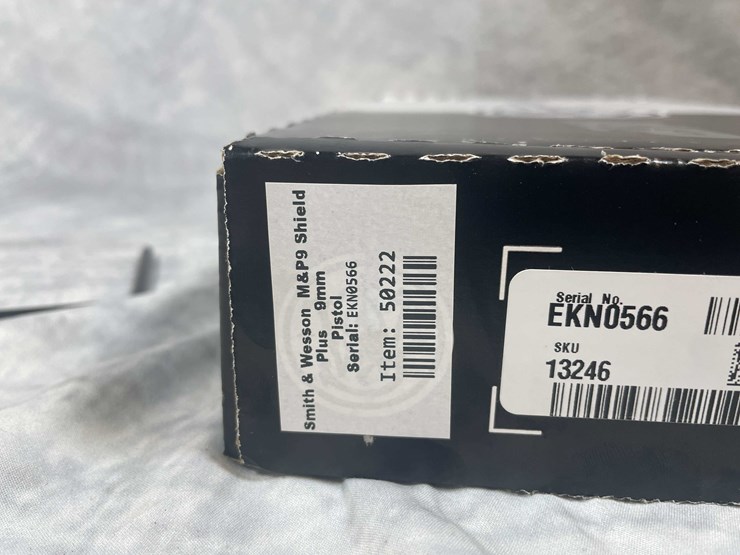 Smith & Wesson M&P9 Shield
Plus 9mm
Pistol
Serial: EKN0566
Item: 50222
Serial No.
EKN0566
SKU
13246